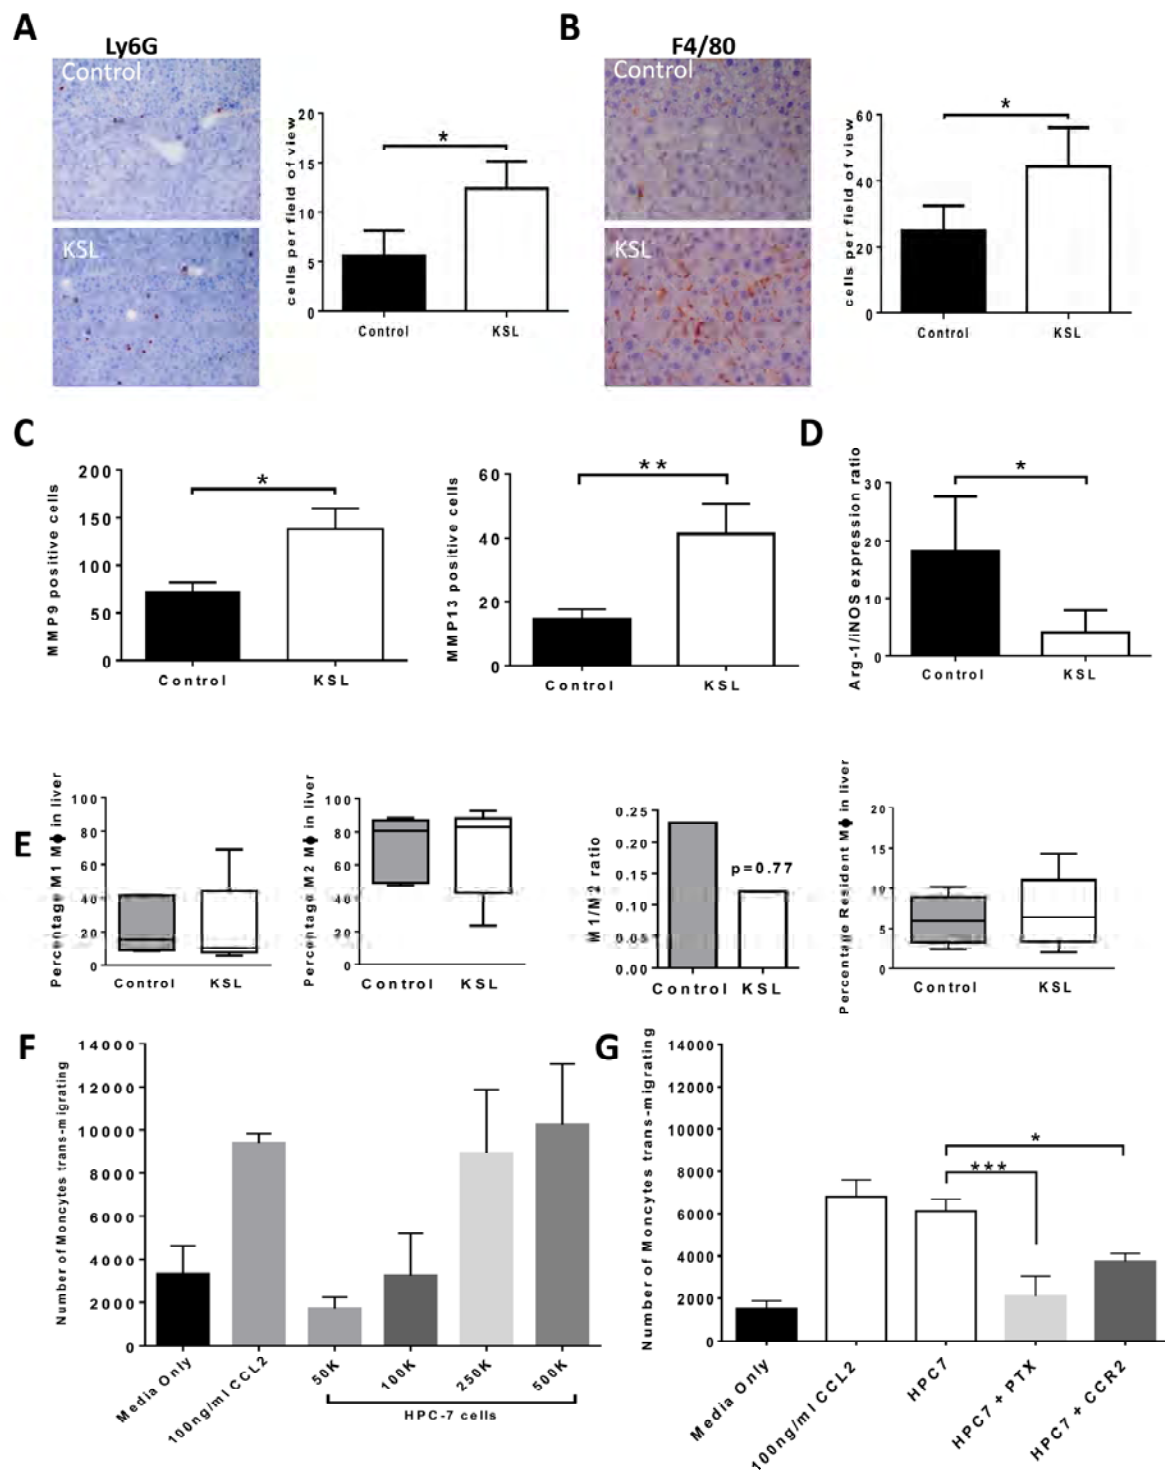 A
Ly6G
Control
KSL
cells per field of view
20
15
10
5
0
*
Control KSL
B
F4/80
Control
KSL
cells per field of view
60
40
20
0
*
Control KSL
C
MMP9 positive cells
200
150
100
50
0
*
Control KSL
MMP13 positive cells
60
40
20
0
**
Control KSL
D
Arg-1/iNOS expression ratio
30
20
10
0
*
Control KSL
E
Percentage M1 MΦ in liver
100
80
60
40
20
0
Control KSL
Percentage M2 MΦ in liver
100
80
60
40
20
0
Control KSL
M1/M2 ratio
0.25
0.20
0.15
0.10
0.05
0.00
p=0.77
Control KSL
Percentage Resident MΦ in liver
20
15
10
5
0
Control KSL
F
Number of Moncytes trans-migrating
14000
12000
10000
8000
6000
4000
2000
0
Media Only
100ng/ml CCL2
50K
100K
250K
500K
HPC-7 cells
G
Number of Moncytes trans-migrating
14000
12000
10000
8000
6000
4000
2000
0
*
***
Media Only
100ng/ml CCL2
HPC7
HPC7 + PTX
HPC7 + CCR2